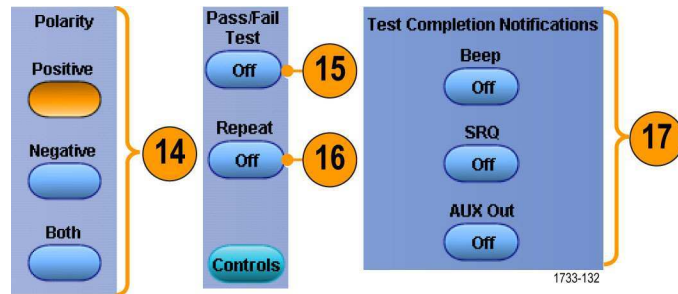 Polarity
Positive
Negative
Both
14
Pass/Fail
Test
Off
15
Repeat
Off
16
Controls
Test Completion Notifications
Beep
Off
SRQ
Off
AUX Out
Off
17
1733-132